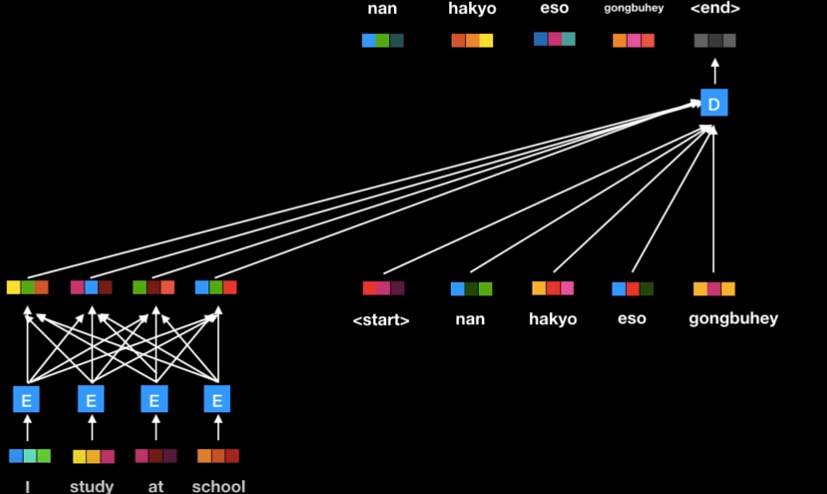 nan hakyo eso gongbuhey <end>
D
<start> nan hakyo eso gongbuhey
E E E E
I study at school